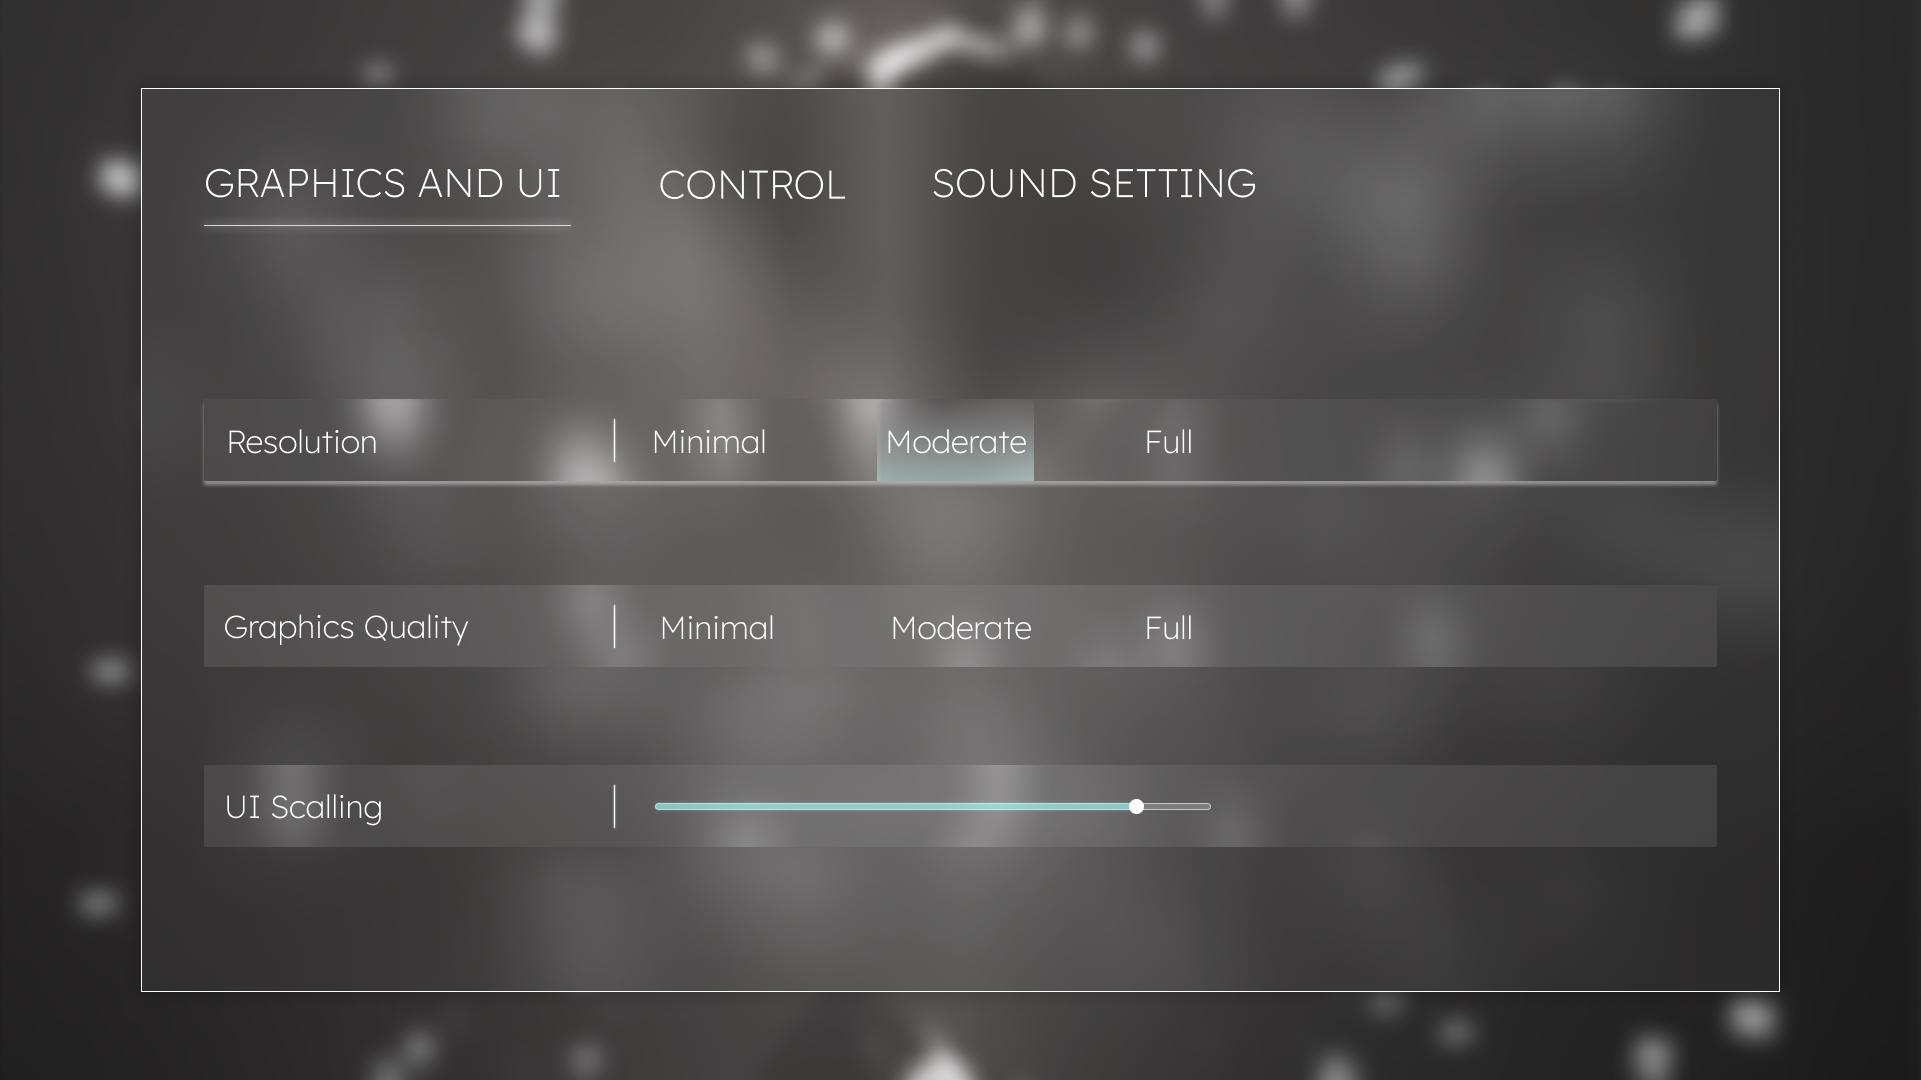 GRAPHICS AND UI CONTROL SOUND SETTING
Resolution Minimal Moderate Full
Graphics Quality Minimal Moderate Full
UI Scalling